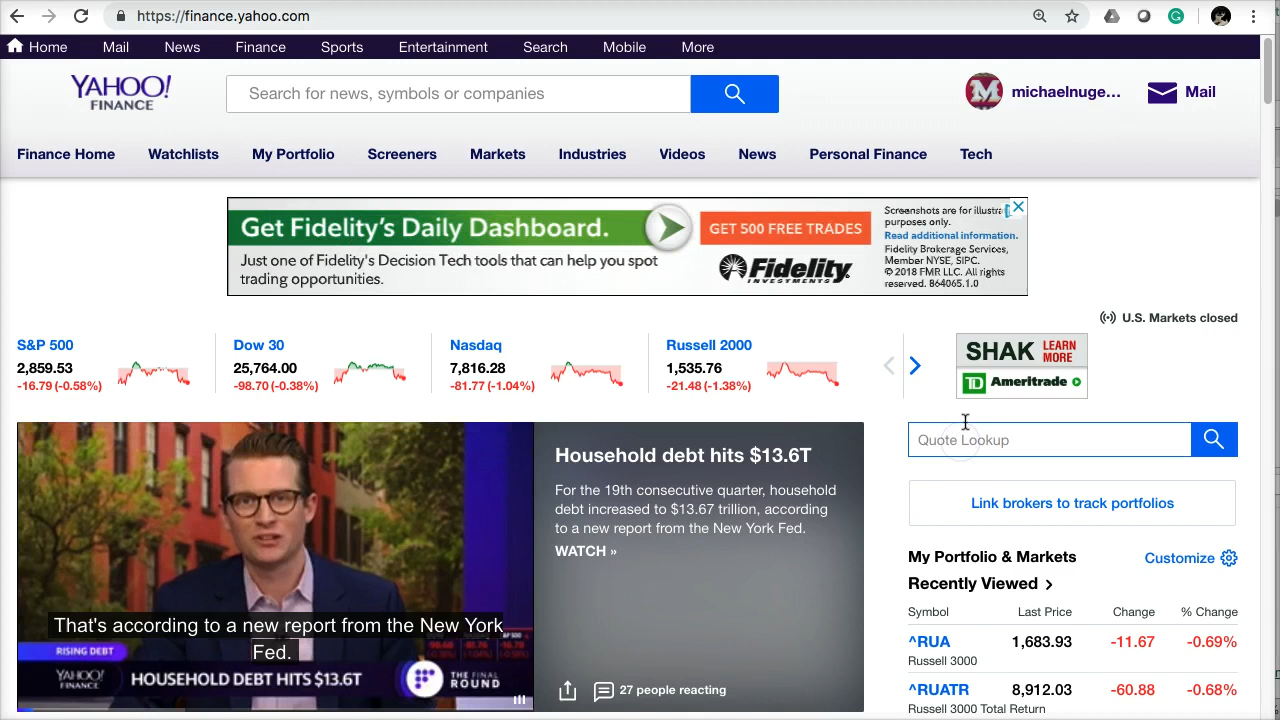 https://finance.yahoo.com
Home Mail News Finance Sports Entertainment Search Mobile More
YAHOO!
FINANCE
Search for news, symbols or companies
M
michaelnuge...
Mail
Finance Home Watchlists My Portfolio Screeners Markets Industries Videos News Personal Finance Tech
Get Fidelity's Daily Dashboard.
Just one of Fidelity's Decision Tech tools that can help you spot
trading opportunities.
GET 500 FREE TRADES
Fidelity
INVESTMENTS
Screenshots are for illustra
purposes only.
Read additional information.
Fidelity Brokerage Services,
Member NYSE, SIPC.
© 2018 FMR LLC. All rights
reserved. 864065.1.0
U.S. Markets closed
S&P 500
2,859.53
-16.79 (-0.58%)
Dow 30
25,764.00
-98.70 (-0.38%)
Nasdaq
7,816.28
-81.77 (-1.04%)
Russell 2000
1,535.76
-21.48 (-1.38%)
SHAK LEARN
MORE
TD Ameritrade
That's according to a new report from the New York
Fed.
RISING DEBT
YAHOO!
FINANCE
HOUSEHOLD DEBT HITS $13.6T
THE FINAL
ROUND
Household debt hits $13.6T
For the 19th consecutive quarter, household
debt increased to $13.67 trillion, according
to a new report from the New York Fed.
WATCH »
27 people reacting
Quote Lookup
Link brokers to track portfolios
My Portfolio & Markets
Customize
Recently Viewed >
Symbol Last Price Change % Change
^RUA 1,683.93 -11.67 -0.69%
Russell 3000
^RUATR 8,912.03 -60.88 -0.68%
Russell 3000 Total Return